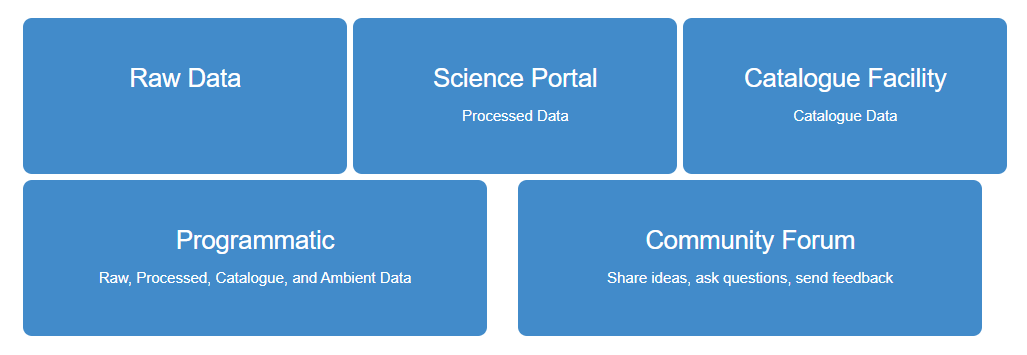 Raw Data
Science Portal
Processed Data
Catalogue Facility
Catalogue Data
Programmatic
Raw, Processed, Catalogue, and Ambient Data
Community Forum
Share ideas, ask questions, send feedback